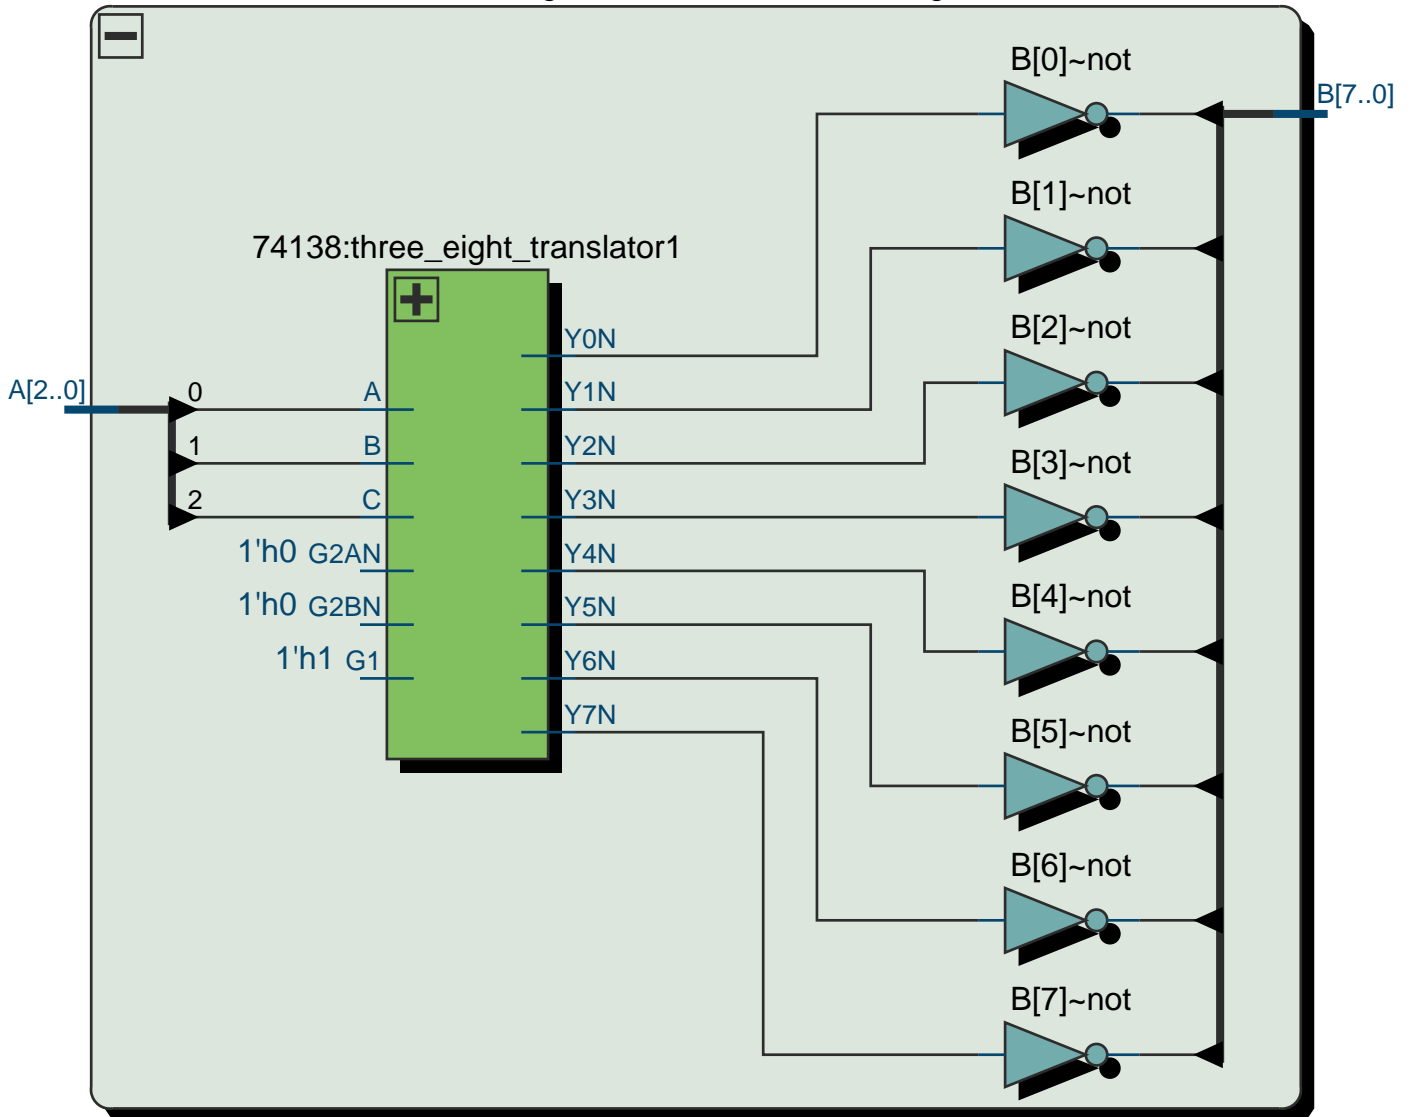 B[0]~not
B[7..0]
B[1]~not
74138:three_eight_translator1
B[2]~not
Y0N
A[2..0]
0
A
Y1N
1
B
Y2N
B[3]~not
2
C
Y3N
1'h0 G2AN
Y4N
1'h0 G2BN
Y5N
B[4]~not
1'h1 G1
Y6N
Y7N
B[5]~not
B[6]~not
B[7]~not